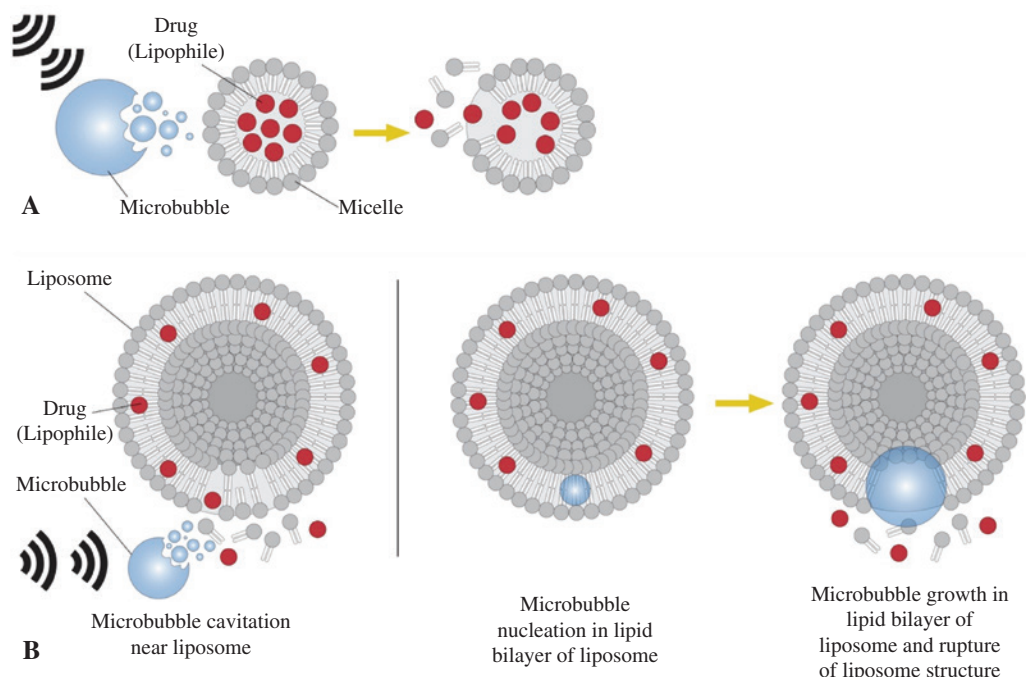 Drug
(Lipophile)
Microbubble
Micelle
A
Liposome
Drug
(Lipophile)
Microbubble
Microbubble cavitation
near liposome
Microbubble
nucleation in lipid
bilayer of liposome
Microbubble growth in
lipid bilayer of
liposome and rupture
of liposome structure
B